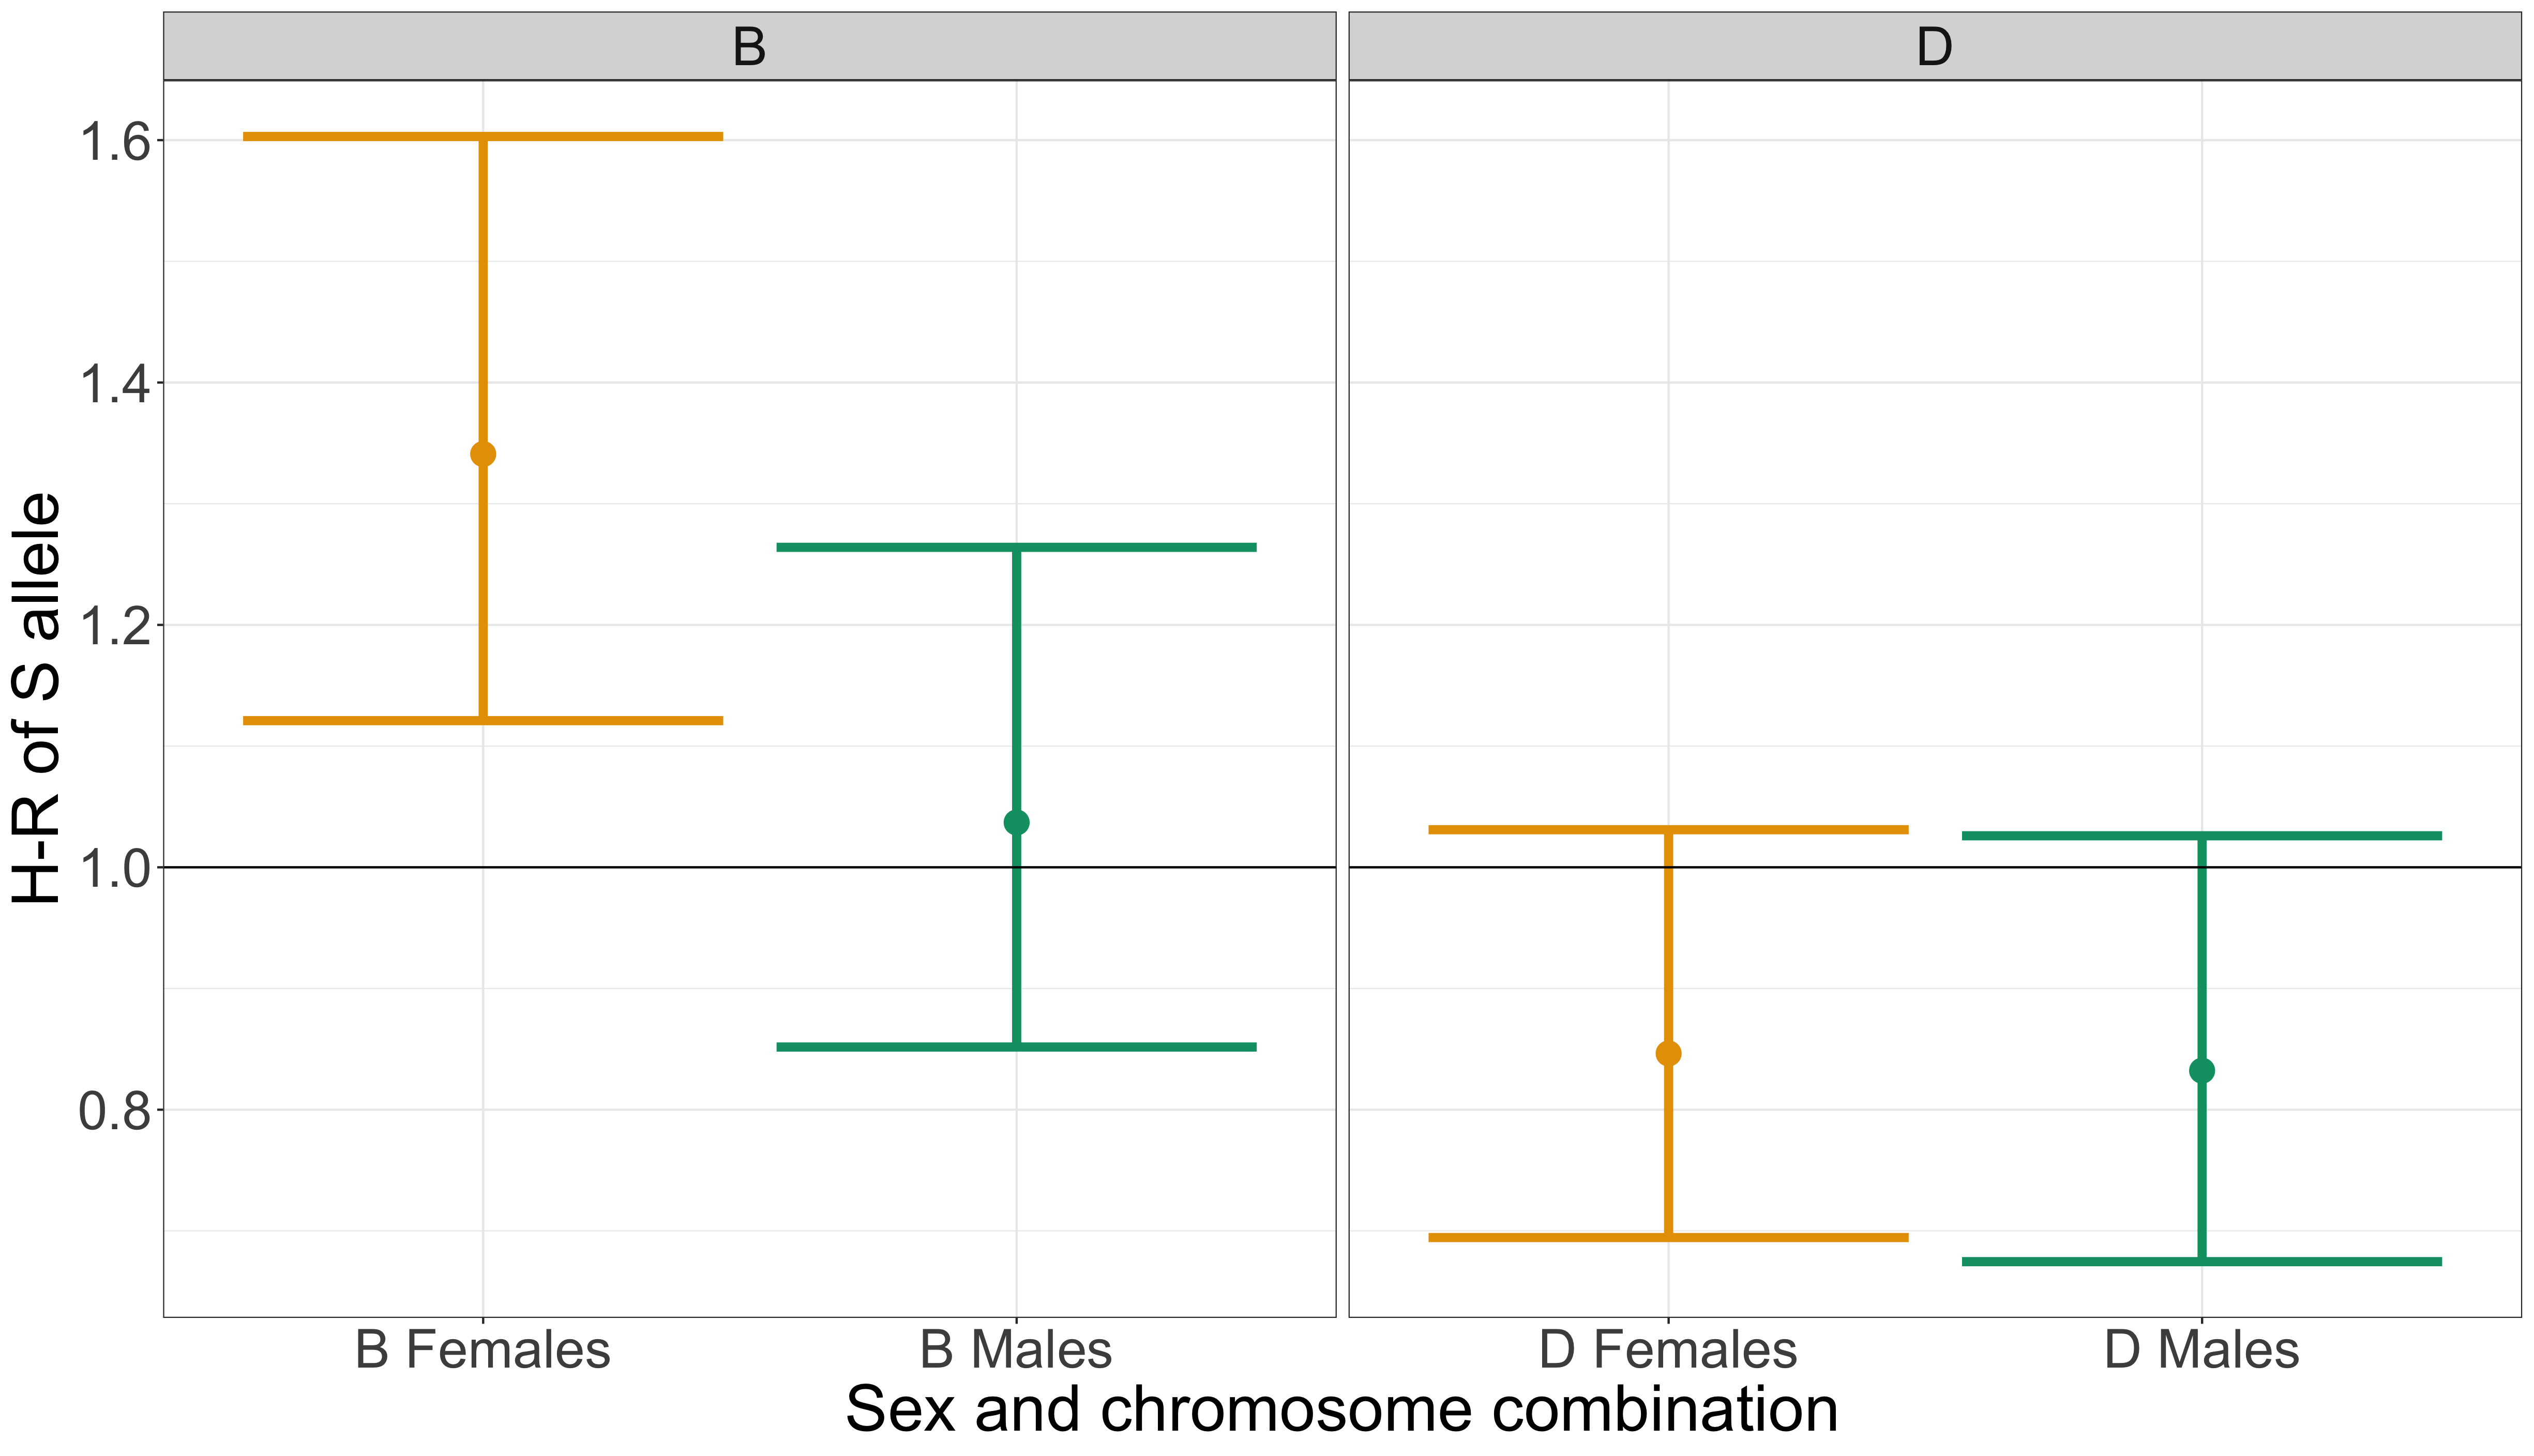 B
D
H-R of S allele
1.6
1.4
1.2
1.0
0.8
B Females
B Males
D Females
D Males
Sex and chromosome combination